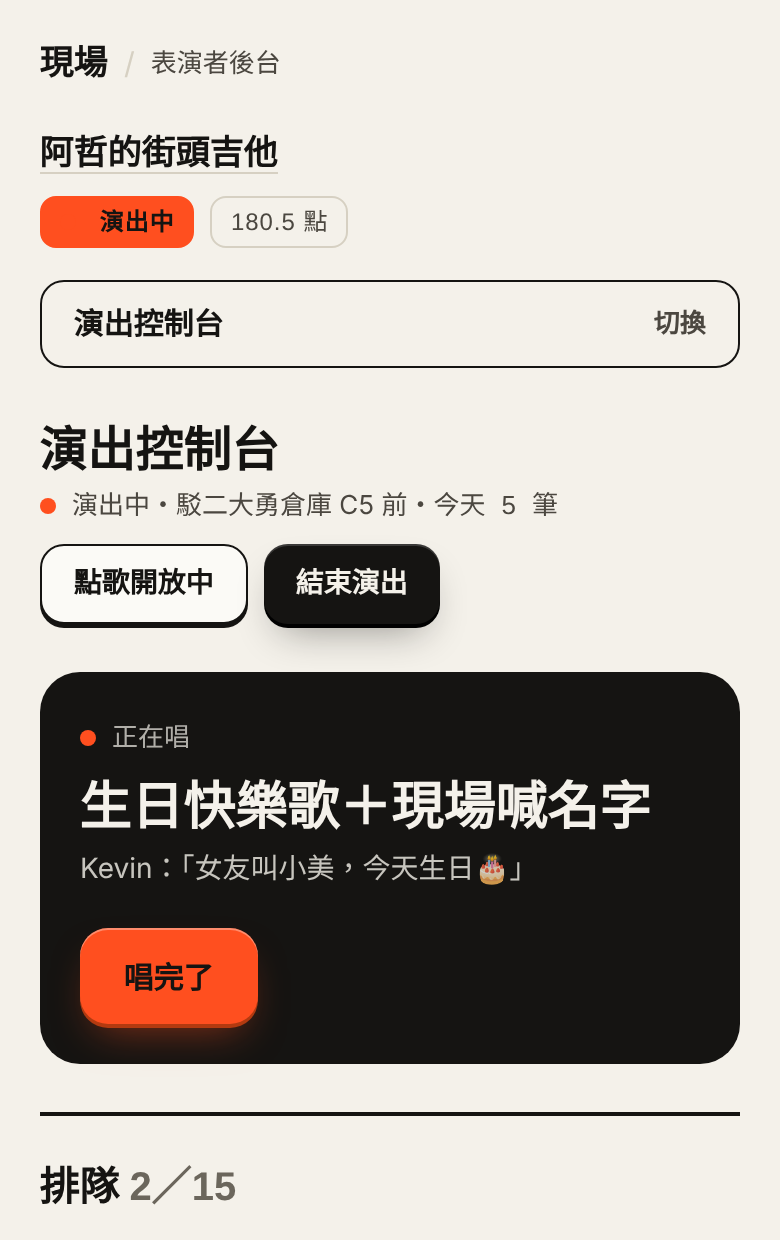 現場 / 表演者後台
阿哲的街頭吉他
演出中 180.5 點
演出控制台 切換
演出控制台
演出中・駁二大勇倉庫 C5 前・今天 5 筆
點歌開放中 結束演出
正在唱
生日快樂歌＋現場喊名字
Kevin：「女友叫小美，今天生日🎂」
唱完了
排隊 2／15